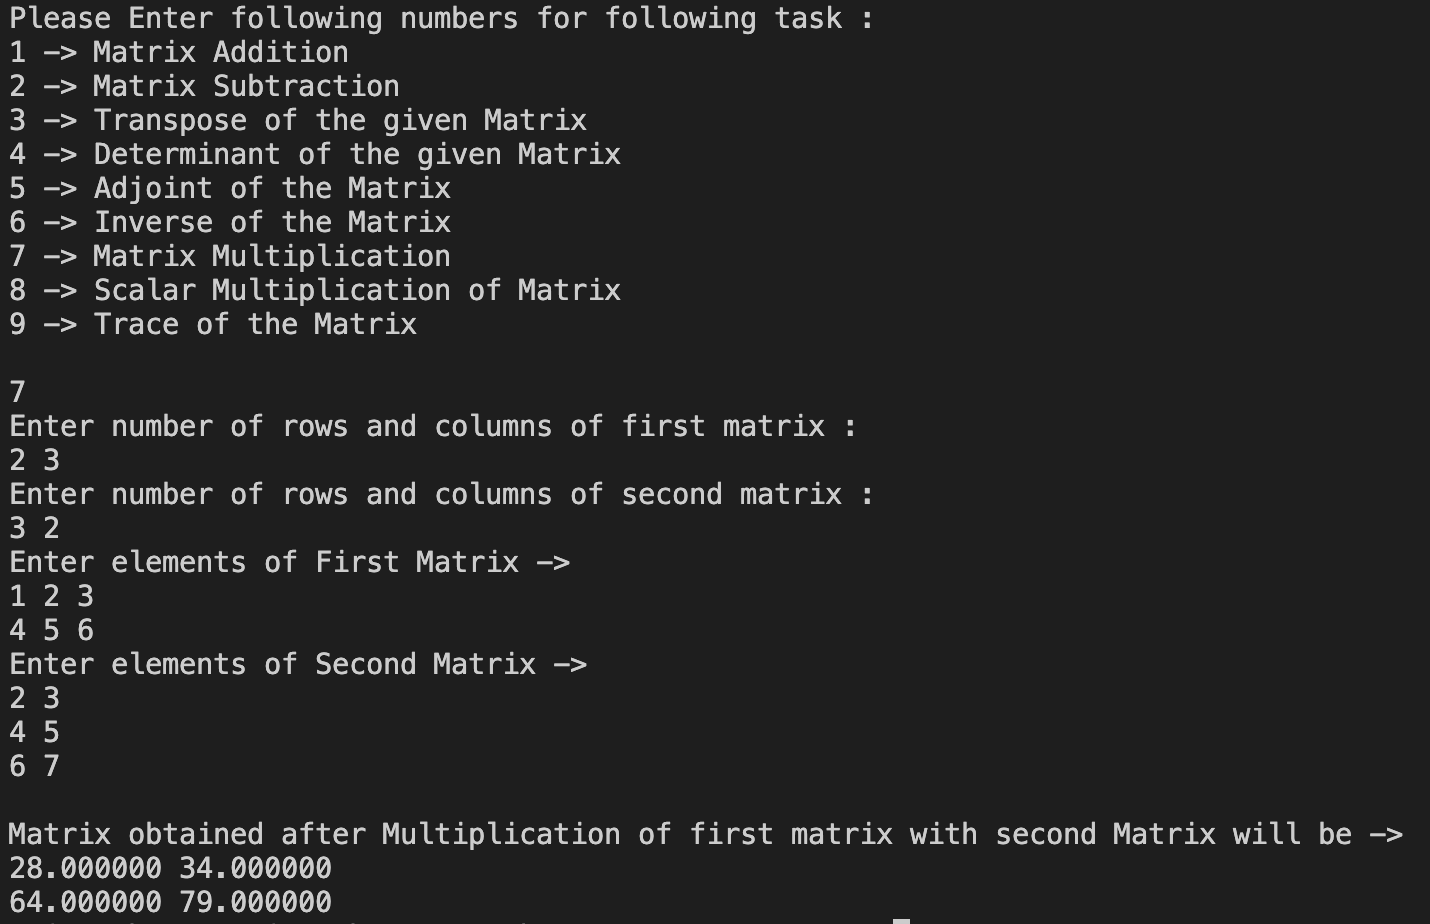 Please Enter following numbers for following task :
1 -> Matrix Addition
2 -> Matrix Subtraction
3 -> Transpose of the given Matrix
4 -> Determinant of the given Matrix
5 -> Adjoint of the Matrix
6 -> Inverse of the Matrix
7 -> Matrix Multiplication
8 -> Scalar Multiplication of Matrix
9 -> Trace of the Matrix
7
Enter number of rows and columns of first matrix :
2 3
Enter number of rows and columns of second matrix :
3 2
Enter elements of First Matrix ->
1 2 3
4 5 6
Enter elements of Second Matrix ->
2 3
4 5
6 7
Matrix obtained after Multiplication of first matrix with second Matrix will be ->
28.000000 34.000000
64.000000 79.000000